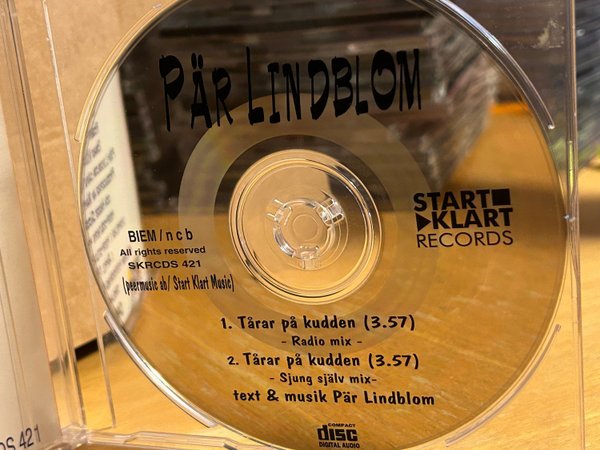 PÄR LINDBLOM
START
KLART
RECORDS
BIEM / n c b
All rights reserved
SKRCDS 421
(peermusic ab/ Start Klart Music)
1. Tårar på kudden (3.57)
- Radio mix -
2. Tårar på kudden (3.57)
- Sjung själv mix-
text & musik Pär Lindblom
COMPACT
disc
DIGITAL AUDIO
DS 421